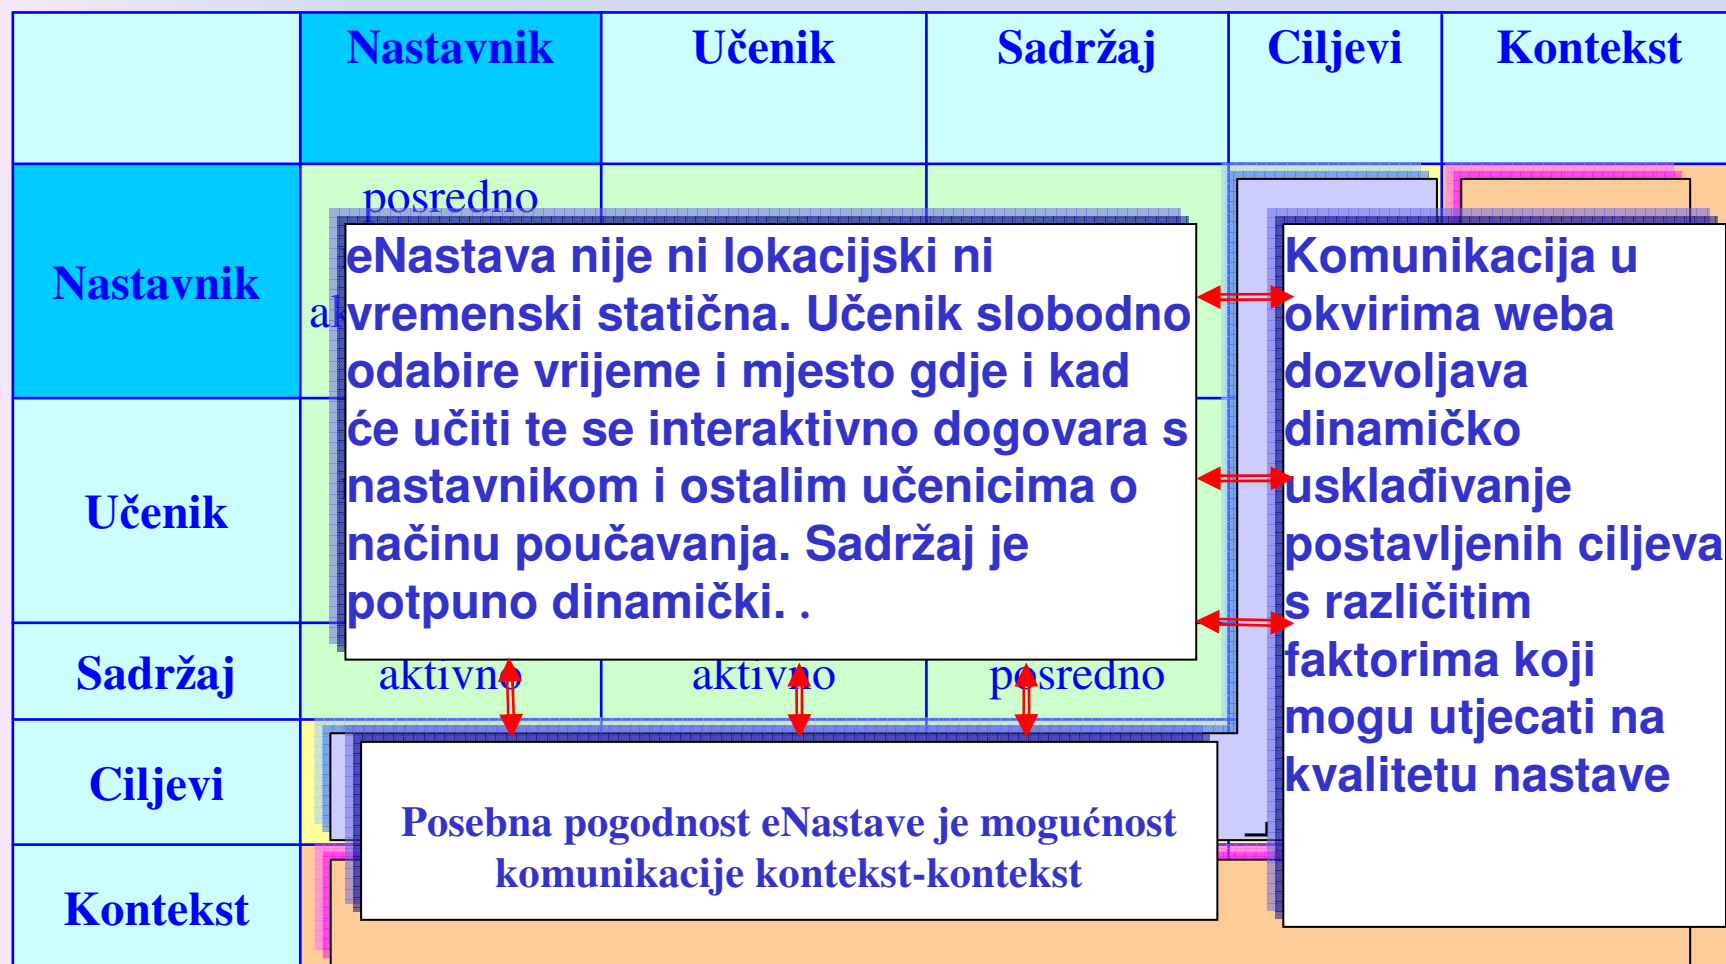 Nastavnik Učenik Sadržaj Ciljevi Kontekst
posredno
Nastavnik
eNastava nije ni lokacijski ni
vremenski statična. Učenik slobodno
odabire vrijeme i mjesto gdje i kad
će učiti te se interaktivno dogovara s
nastavnikom i ostalim učenicima o
načinu poučavanja. Sadržaj je
potpuno dinamički. .
Komunikacija u
okvirima weba
dozvoljava
dinamičko
usklađivanje
postavljenih ciljeva
s različitim
faktorima koji
mogu utjecati na
kvalitetu nastave
Učenik
Sadržaj aktivno aktivno posredno
Ciljevi
Posebna pogodnost eNastave je mogućnost
komunikacije kontekst-kontekst
Kontekst